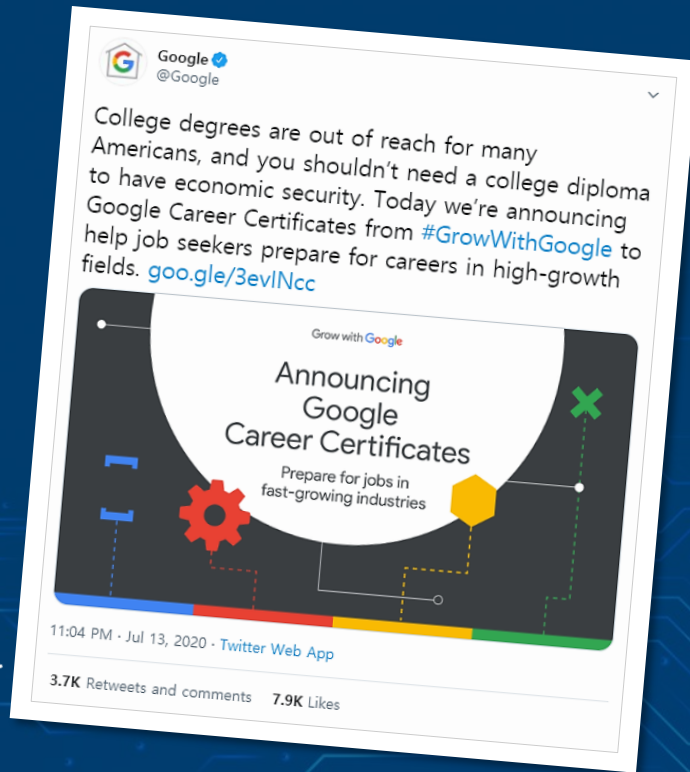 Google
@Google
College degrees are out of reach for many
Americans, and you shouldn't need a college diploma
to have economic security. Today we're announcing
Google Career Certificates from #GrowWithGoogle to
help job seekers prepare for careers in high-growth
fields. goo.gle/3evlNcc
Grow with Google
Announcing
Google
Career Certificates
Prepare for jobs in
fast-growing industries
11:04 PM · Jul 13, 2020 · Twitter Web App
3.7K Retweets and comments 7.9K Likes